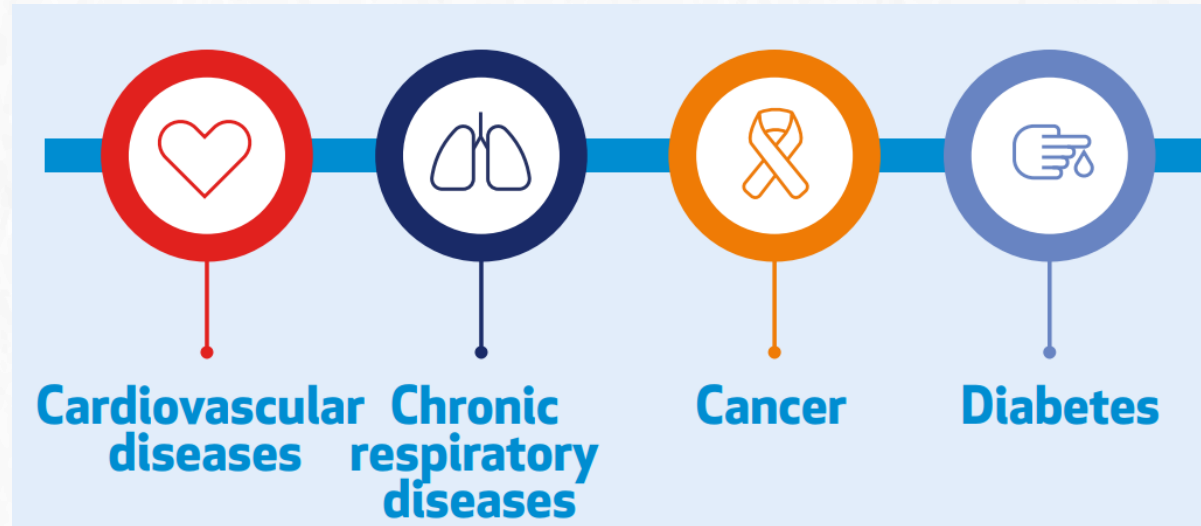 Cardiovascular
diseases
Chronic
respiratory
diseases
Cancer
Diabetes